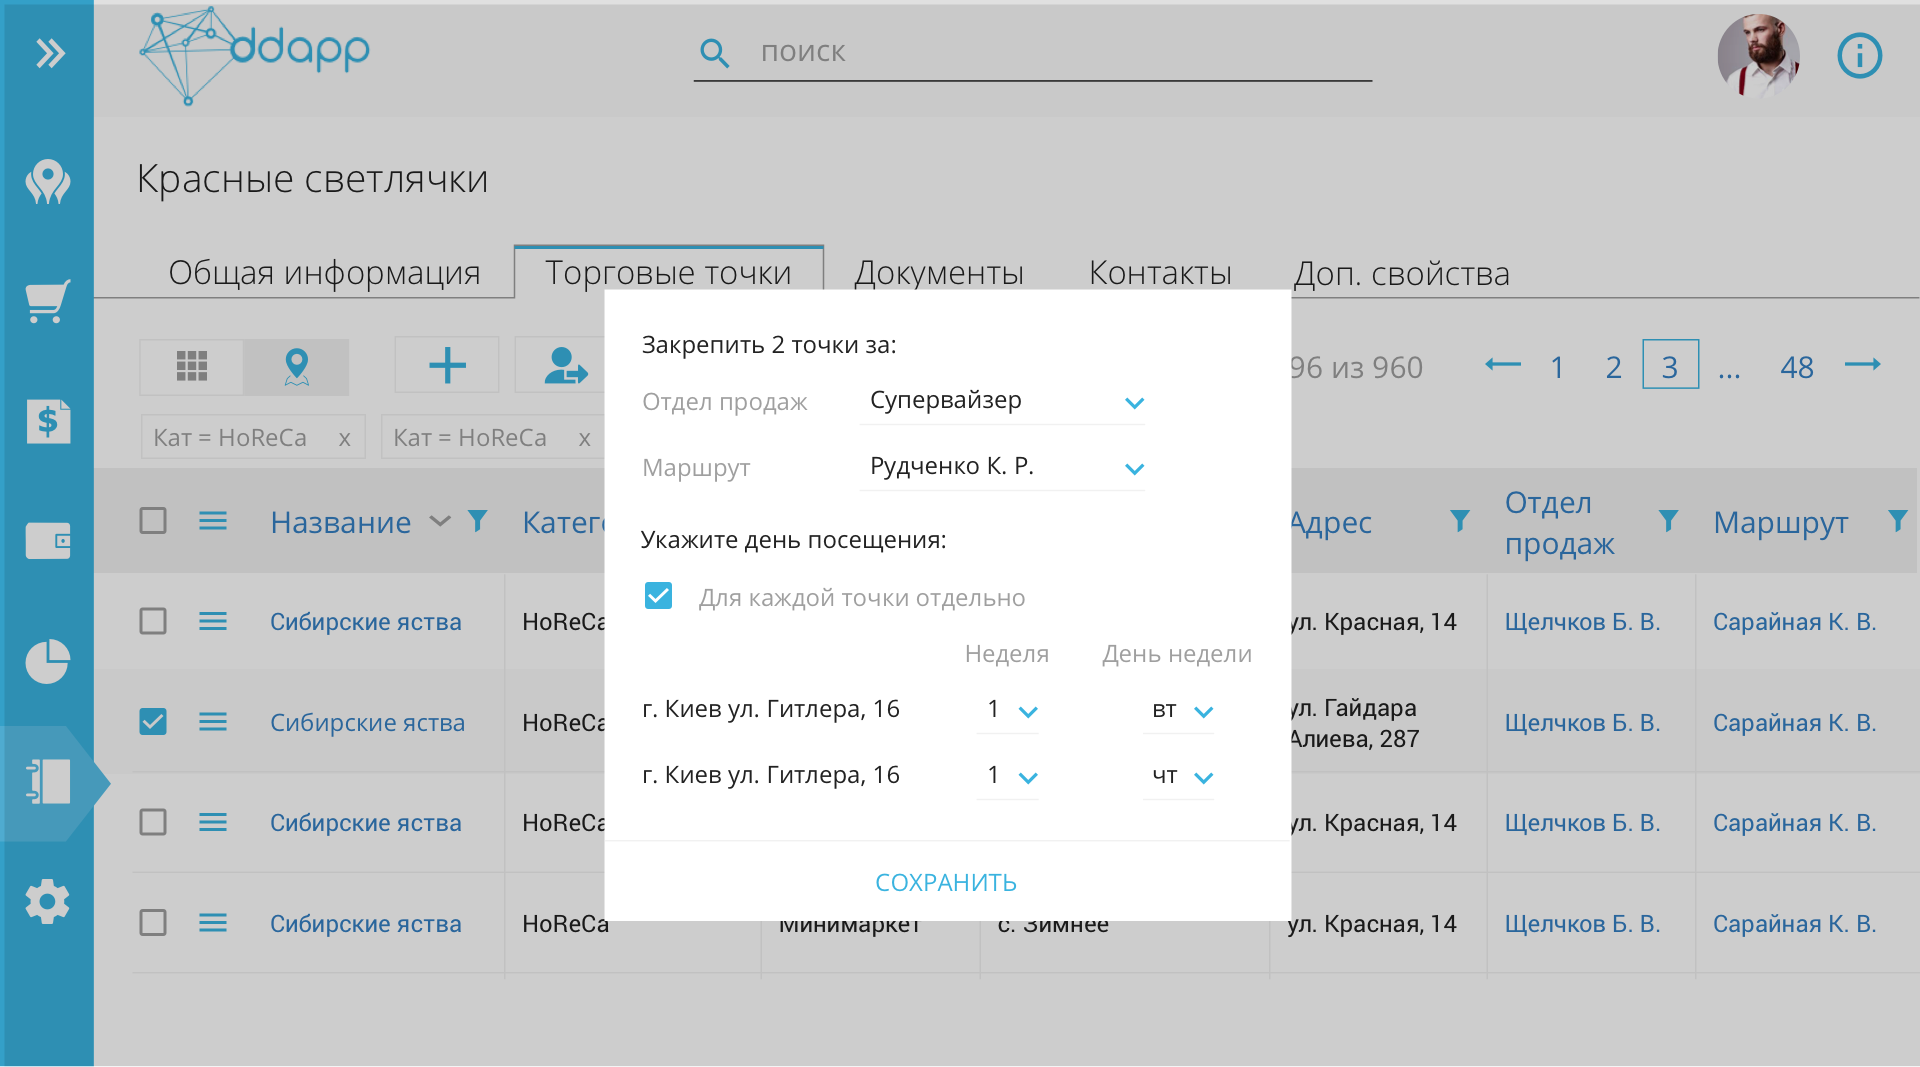 ddapp
поиск
Красные светлячки
Общая информация
Торговые точки
Документы
Контакты
Доп. свойства
96 из 960
1 2 3 ... 48
Кат = HoReCa x
Кат = HoReCa x
Название
Адрес
Отдел
продаж
Маршрут
Сибирские яства HoReCa ул. Красная, 14 Щелчков Б. В. Сарайная К. В.
Сибирские яства HoReCa ул. Гайдара
Алиева, 287 Щелчков Б. В. Сарайная К. В.
Сибирские яства HoReCa ул. Красная, 14 Щелчков Б. В. Сарайная К. В.
Сибирские яства HoReCa Минимаркет с. Зимнее ул. Красная, 14 Щелчков Б. В. Сарайная К. В.
Закрепить 2 точки за:
Отдел продаж Супервайзер
Маршрут Рудченко К. Р.
Укажите день посещения:
Для каждой точки отдельно
Неделя День недели
г. Киев ул. Гитлера, 16 1 вт
г. Киев ул. Гитлера, 16 1 чт
СОХРАНИТЬ